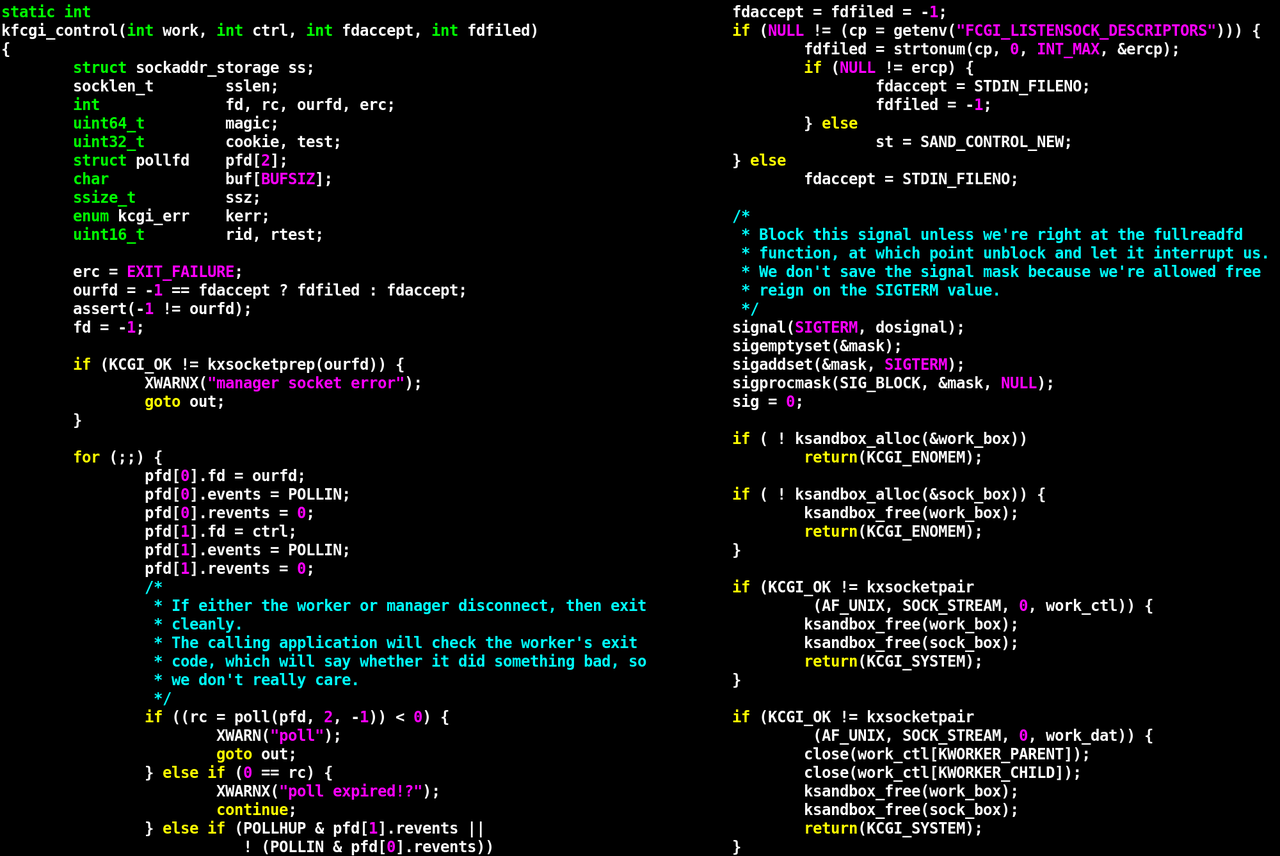 static int
kfcgi_control(int work, int ctrl, int fdaccept, int fdfiled)
{
        struct sockaddr_storage ss;
        socklen_t        sslen;
        int              fd, rc, ourfd, erc;
        uint64_t         magic;
        uint32_t         cookie, test;
        struct pollfd    pfd[2];
        char             buf[BUFSIZ];
        ssize_t          ssz;
        enum kcgi_err    kerr;
        uint16_t         rid, rtest;

        erc = EXIT_FAILURE;
        ourfd = -1 == fdaccept ? fdfiled : fdaccept;
        assert(-1 != ourfd);
        fd = -1;

        if (KCGI_OK != kxsocketprep(ourfd)) {
                XWARNX("manager socket error");
                goto out;
        }

        for (;;) {
                pfd[0].fd = ourfd;
                pfd[0].events = POLLIN;
                pfd[0].revents = 0;
                pfd[1].fd = ctrl;
                pfd[1].events = POLLIN;
                pfd[1].revents = 0;
                /*
                 * If either the worker or manager disconnect, then exit
                 * cleanly.
                 * The calling application will check the worker's exit
                 * code, which will say whether it did something bad, so
                 * we don't really care.
                 */
                if ((rc = poll(pfd, 2, -1)) < 0) {
                        XWARN("poll");
                        goto out;
                } else if (0 == rc) {
                        XWARNX("poll expired!?");
                        continue;
                } else if (POLLHUP & pfd[1].revents ||
                           ! (POLLIN & pfd[0].revents))
fdaccept = fdfiled = -1;
if (NULL != (cp = getenv("FCGI_LISTENSOCK_DESCRIPTORS"))) {
        fdfiled = strtonum(cp, 0, INT_MAX, &ercp);
        if (NULL != ercp) {
                fdaccept = STDIN_FILENO;
                fdfiled = -1;
        } else
                st = SAND_CONTROL_NEW;
} else
        fdaccept = STDIN_FILENO;

/*
 * Block this signal unless we're right at the fullreadfd
 * function, at which point unblock and let it interrupt us.
 * We don't save the signal mask because we're allowed free
 * reign on the SIGTERM value.
 */
signal(SIGTERM, dosignal);
sigemptyset(&mask);
sigaddset(&mask, SIGTERM);
sigprocmask(SIG_BLOCK, &mask, NULL);
sig = 0;

if ( ! ksandbox_alloc(&work_box))
        return(KCGI_ENOMEM);

if ( ! ksandbox_alloc(&sock_box)) {
        ksandbox_free(work_box);
        return(KCGI_ENOMEM);
}

if (KCGI_OK != kxsocketpair
         (AF_UNIX, SOCK_STREAM, 0, work_ctl)) {
        ksandbox_free(work_box);
        ksandbox_free(sock_box);
        return(KCGI_SYSTEM);
}

if (KCGI_OK != kxsocketpair
         (AF_UNIX, SOCK_STREAM, 0, work_dat)) {
        close(work_ctl[KWORKER_PARENT]);
        close(work_ctl[KWORKER_CHILD]);
        ksandbox_free(work_box);
        ksandbox_free(sock_box);
        return(KCGI_SYSTEM);
}